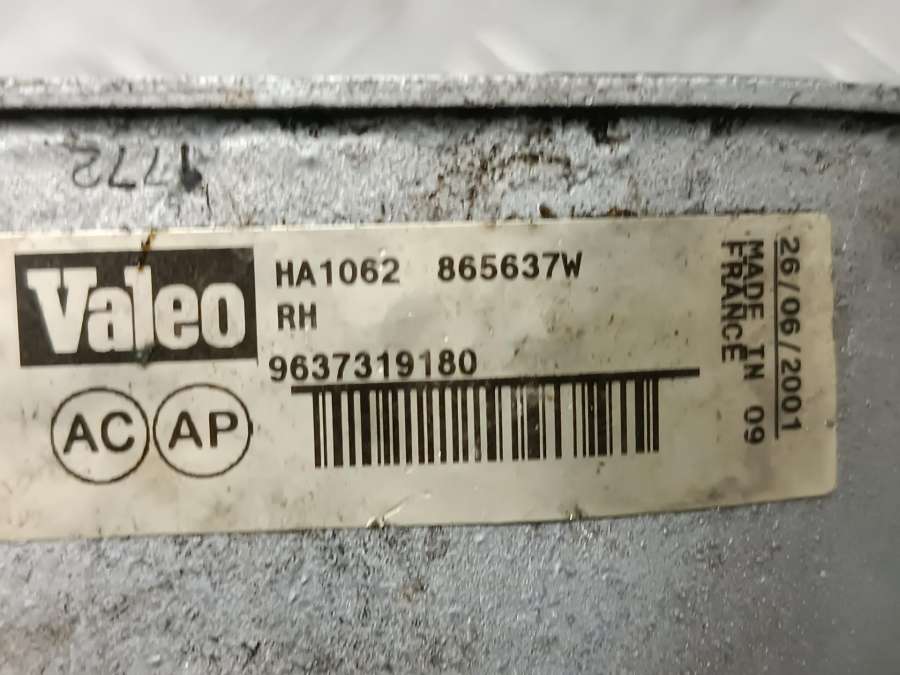 1772
Valeo
HA1062 865637W
RH
9637319180
AC AP
26/06/2001
MADE IN 09
FRANCE